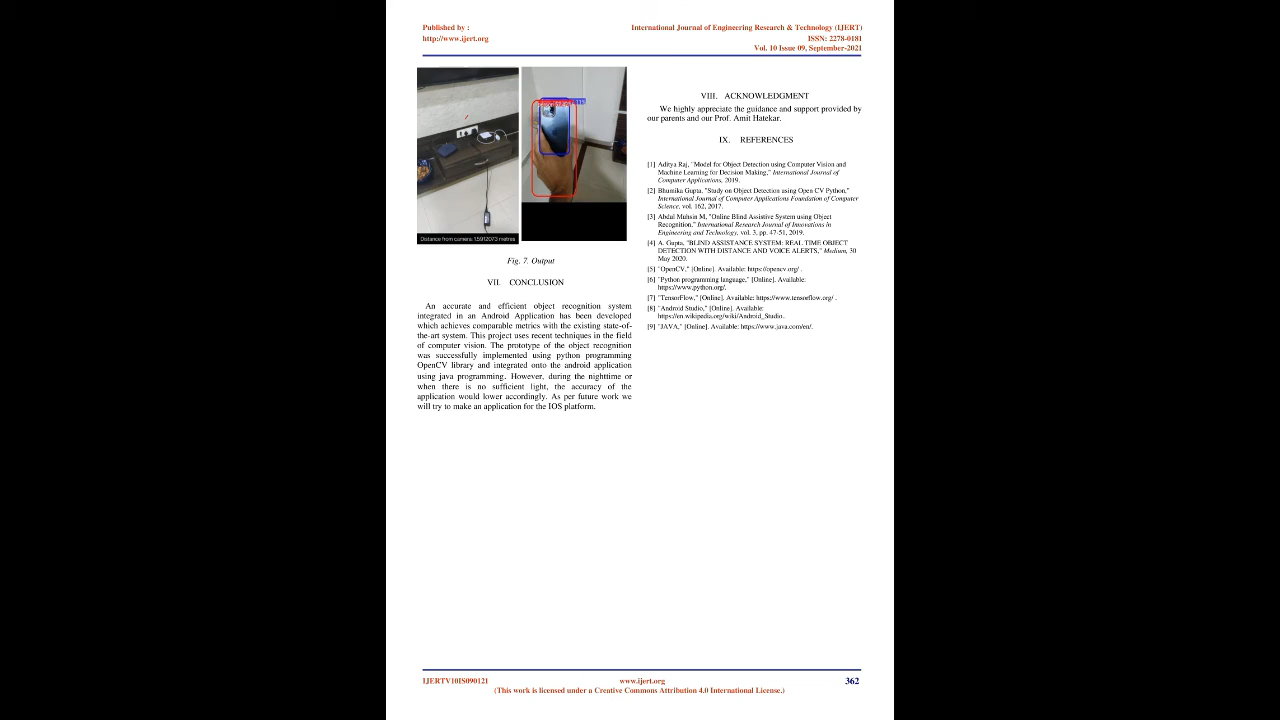 Published by :
http://www.ijert.org
International Journal of Engineering Research & Technology (IJERT)
ISSN: 2278-0181
Vol. 10 Issue 09, September-2021
Distance from camera: 1.5912073 metres
Fig. 7. Output
VII. CONCLUSION
An accurate and efficient object recognition system
integrated in an Android Application has been developed
which achieves comparable metrics with the existing state-of-
the-art system. This project uses recent techniques in the field
of computer vision. The prototype of the object recognition
was successfully implemented using python programming
OpenCV library and integrated onto the android application
using java programming. However, during the nighttime or
when there is no sufficient light, the accuracy of the
application would lower accordingly. As per future work we
will try to make an application for the IOS platform.
VIII. ACKNOWLEDGMENT
We highly appreciate the guidance and support provided by
our parents and our Prof. Amit Hatekar.
IX. REFERENCES
[1] Aditya Raj, "Model for Object Detection using Computer Vision and
Machine Learning for Decision Making," International Journal of
Computer Applications, 2019.
[2] Bhumika Gupta, "Study on Object Detection using Open CV Python,"
International Journal of Computer Applications Foundation of Computer
Science, vol. 162, 2017.
[3] Abdal Muhsin M, "Online Blind Assistive System using Object
Recognition," International Research Journal of Innovations in
Engineering and Technology, vol. 3, pp. 47-51, 2019.
[4] A. Gupta, "BLIND ASSISTANCE SYSTEM: REAL TIME OBJECT
DETECTION WITH DISTANCE AND VOICE ALERTS," Medium, 30
May 2020.
[5] "OpenCV," [Online]. Available: https://opencv.org/ .
[6] "Python programming language," [Online]. Available:
https://www.python.org/.
[7] "TensorFlow," [Online]. Available: https://www.tensorflow.org/ .
[8] "Android Studio," [Online]. Available:
https://en.wikipedia.org/wiki/Android_Studio .
[9] "JAVA," [Online]. Available: https://www.java.com/en/.
IJERTV10IS090121
www.ijert.org
362
(This work is licensed under a Creative Commons Attribution 4.0 International License.)